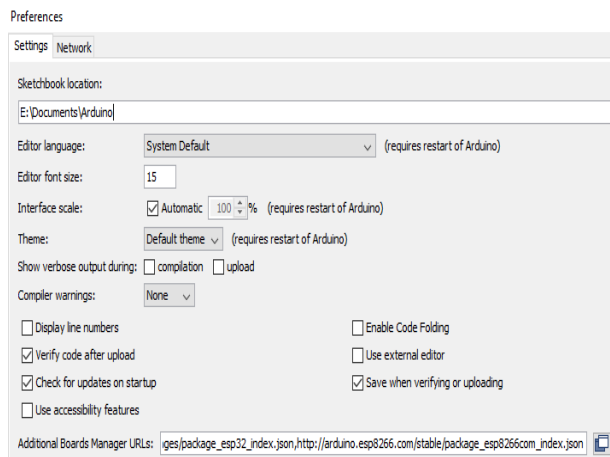 Preferences
Settings Network
Sketchbook location:
E:\Documents\Arduino
Editor language: System Default (requires restart of Arduino)
Editor font size: 15
Interface scale: Automatic 100 % (requires restart of Arduino)
Theme: Default theme (requires restart of Arduino)
Show verbose output during: compilation upload
Compiler warnings: None
Display line numbers Enable Code Folding
Verify code after upload Use external editor
Check for updates on startup Save when verifying or uploading
Use accessibility features
Additional Boards Manager URLs: ges/package_esp32_index.json,http://arduino.esp8266.com/stable/package_esp8266com_index.json